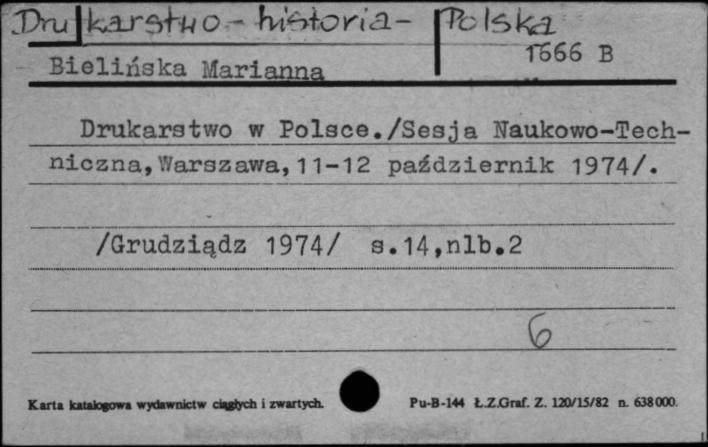 Drukarstwo - historia - Polska
1666 B
Bielińska Marianna
Drukarstwo w Polsce./Sesja Naukowo-Tech-
niczna, Warszawa, 11-12 październik 1974/.
/Grudziądz 1974/ s.14,nlb.2
6
Karta katalogowa wydawnictw ciągłych i zwartych.
Pu-B-144 Ł.Z.Graf. Z. 120/15/82 n. 638000.